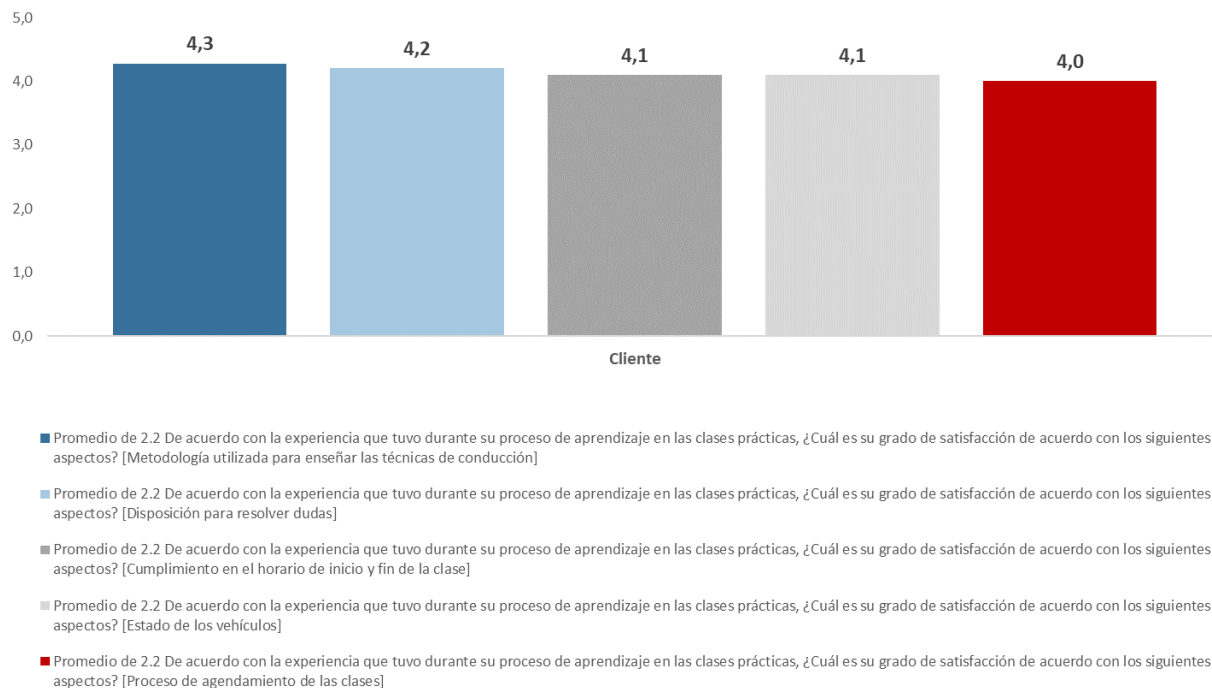 5,0
4,3
4,2
4,1
4,1
4,0
4,0
3,0
2,0
1,0
0,0
Cliente
Promedio de 2.2 De acuerdo con la experiencia que tuvo durante su proceso de aprendizaje en las clases prácticas, ¿Cuál es su grado de satisfacción de acuerdo con los siguientes
aspectos? [Metodología utilizada para enseñar las técnicas de conducción]
Promedio de 2.2 De acuerdo con la experiencia que tuvo durante su proceso de aprendizaje en las clases prácticas, ¿Cuál es su grado de satisfacción de acuerdo con los siguientes
aspectos? [Disposición para resolver dudas]
Promedio de 2.2 De acuerdo con la experiencia que tuvo durante su proceso de aprendizaje en las clases prácticas, ¿Cuál es su grado de satisfacción de acuerdo con los siguientes
aspectos? [Cumplimiento en el horario de inicio y fin de la clase]
Promedio de 2.2 De acuerdo con la experiencia que tuvo durante su proceso de aprendizaje en las clases prácticas, ¿Cuál es su grado de satisfacción de acuerdo con los siguientes
aspectos? [Estado de los vehículos]
Promedio de 2.2 De acuerdo con la experiencia que tuvo durante su proceso de aprendizaje en las clases prácticas, ¿Cuál es su grado de satisfacción de acuerdo con los siguientes
aspectos? [Proceso de agendamiento de las clases]